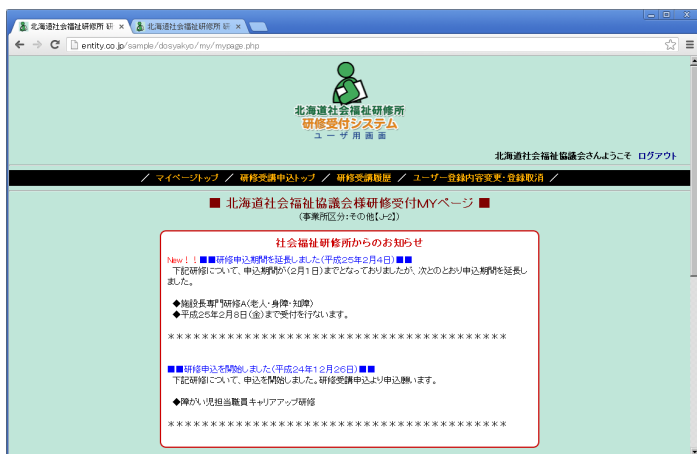 北海道社会福祉研修所 研
北海道社会福祉研修所 研
entity.co.jp/sample/dosyakyo/my/mypage.php
北海道社会福祉研修所
研修受付システム
ユーザ用画面
北海道社会福祉協議会さんようこそ ログアウト
／ マイページトップ ／ 研修受講申込トップ ／ 研修受講履歴 ／ ユーザー登録内容変更・登録取消 ／
■ 北海道社会福祉協議会様研修受付MYページ ■
(事業所区分：その他【J-2】)
社会福祉研修所からのお知らせ
New！！■■研修申込期間を延長しました(平成25年2月4日)■■
下記研修について、申込期間が(2月1日)までとなっておりましたが、次のとおり申込期間を延長し
ました。
◆施設長専門研修A(老人・身障・知障)
◆平成25年2月8日(金)まで受付を行ないます。
＊＊＊＊＊＊＊＊＊＊＊＊＊＊＊＊＊＊＊＊＊＊＊＊＊＊＊＊＊＊＊＊＊＊＊＊＊＊＊＊
■■研修申込を開始しました(平成24年12月26日)■■
下記研修について、申込を開始しました。研修受講申込より申込願います。
◆障がい児担当職員キャリアアップ研修
＊＊＊＊＊＊＊＊＊＊＊＊＊＊＊＊＊＊＊＊＊＊＊＊＊＊＊＊＊＊＊＊＊＊＊＊＊＊＊＊